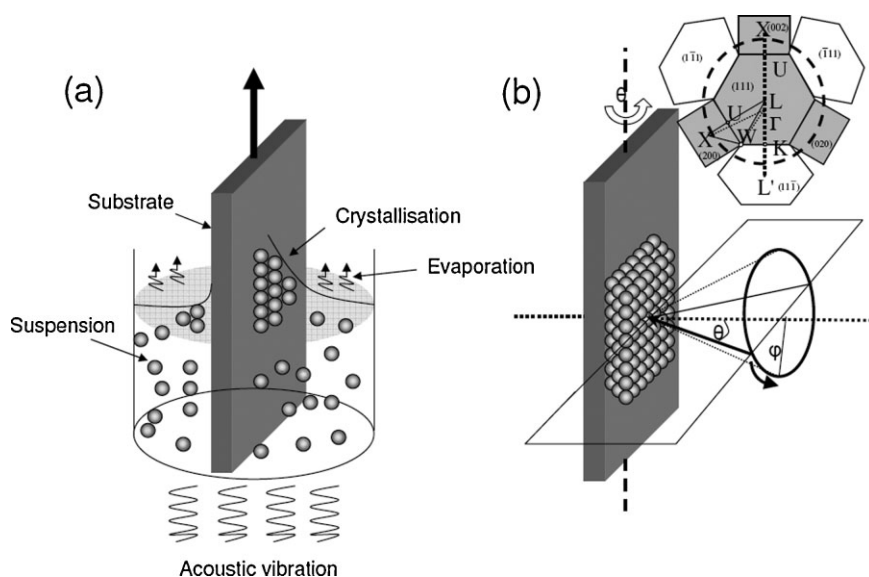 (a)
Substrate
Crystallisation
Evaporation
Suspension
Acoustic vibration
(b)
θ
X(002)
(1̄11)
(1̄11)
U
(111)
L
U
Γ
X
W
K
(200)
(020)
L'(111̄)
θ
φ